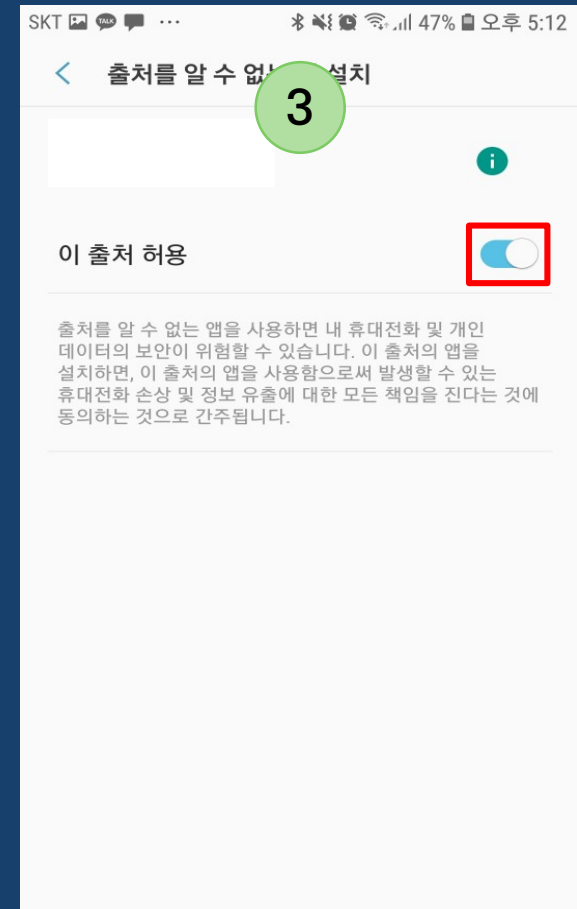 SKT TALK ... 47% 오후 5:12
출처를 알 수 없 설치
3
이 출처 허용
출처를 알 수 없는 앱을 사용하면 내 휴대전화 및 개인
데이터의 보안이 위험할 수 있습니다. 이 출처의 앱을
설치하면, 이 출처의 앱을 사용함으로써 발생할 수 있는
휴대전화 손상 및 정보 유출에 대한 모든 책임을 진다는 것에
동의하는 것으로 간주됩니다.